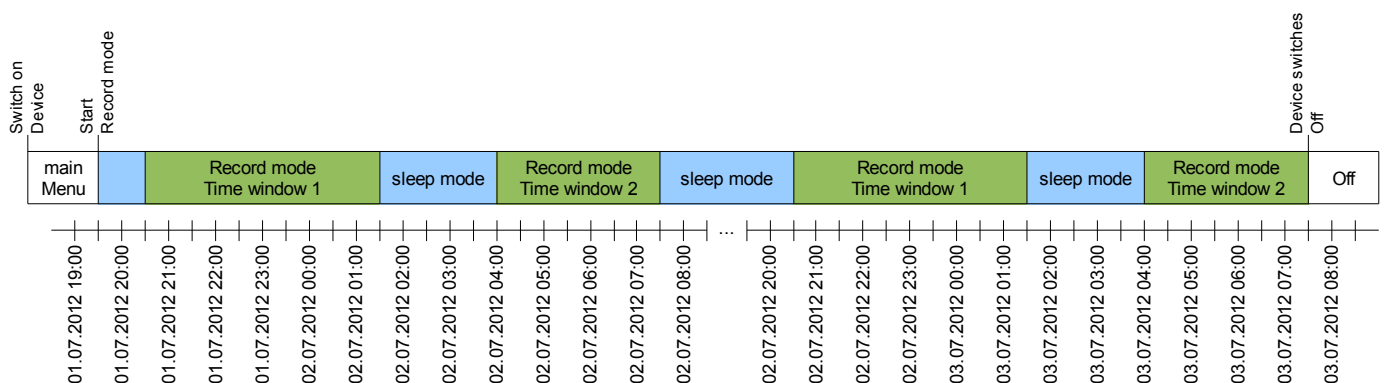 Switch on
Device
Start
Record mode
Device switches
Off
main
Menu
Record mode
Time window 1
sleep mode
Record mode
Time window 2
sleep mode
Record mode
Time window 1
sleep mode
Record mode
Time window 2
Off
...
01.07.2012 19:00
01.07.2012 20:00
01.07.2012 21:00
01.07.2012 22:00
01.07.2012 23:00
02.07.2012 00:00
02.07.2012 01:00
02.07.2012 02:00
02.07.2012 03:00
02.07.2012 04:00
02.07.2012 05:00
02.07.2012 06:00
02.07.2012 07:00
02.07.2012 08:00
02.07.2012 20:00
02.07.2012 21:00
02.07.2012 22:00
02.07.2012 23:00
03.07.2012 00:00
03.07.2012 01:00
03.07.2012 02:00
03.07.2012 03:00
03.07.2012 04:00
03.07.2012 05:00
03.07.2012 06:00
03.07.2012 07:00
03.07.2012 08:00